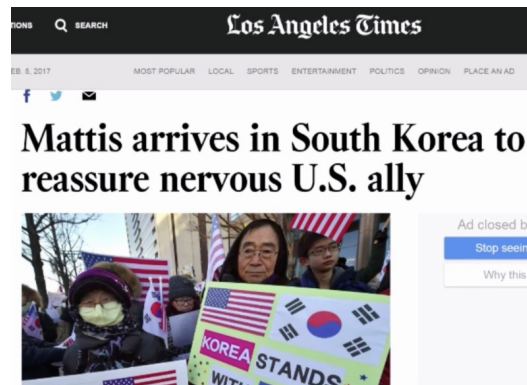 TIONS SEARCH Los Angeles Times
EB. 5, 2017 MOST POPULAR LOCAL SPORTS ENTERTAINMENT POLITICS OPINION PLACE AN AD
Mattis arrives in South Korea to
reassure nervous U.S. ally
Ad closed b
Stop seein
Why this
KOREA STANDS
WITH